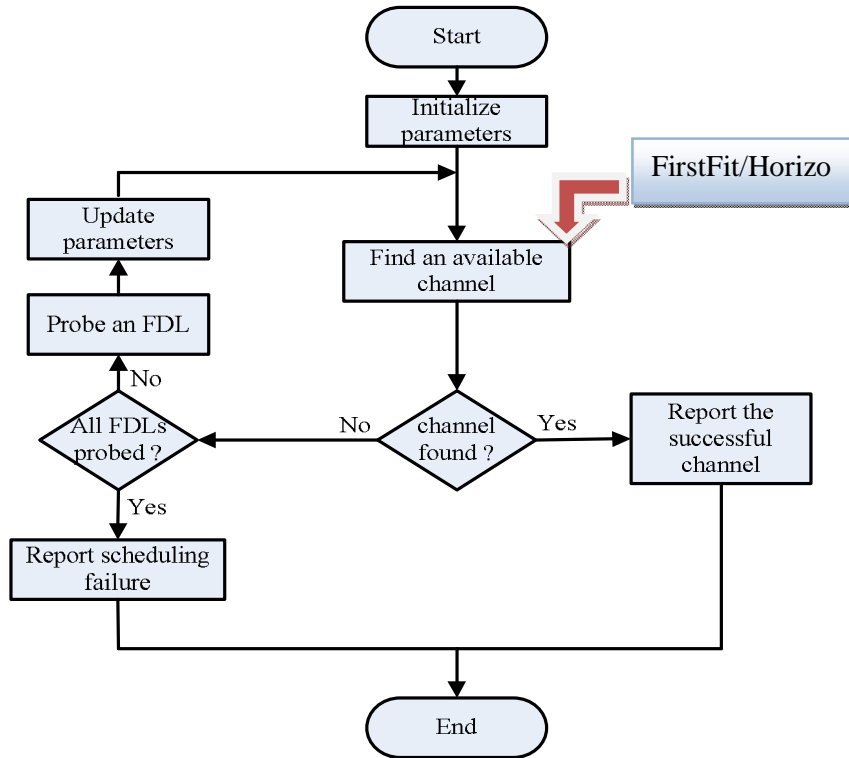 Start
Initialize
parameters
FirstFit/Horizo
Update
parameters
Find an available
channel
Probe an FDL
No
All FDLs
probed ?
No
channel
found ?
Yes
Report the
successful
channel
Yes
Report scheduling
failure
End